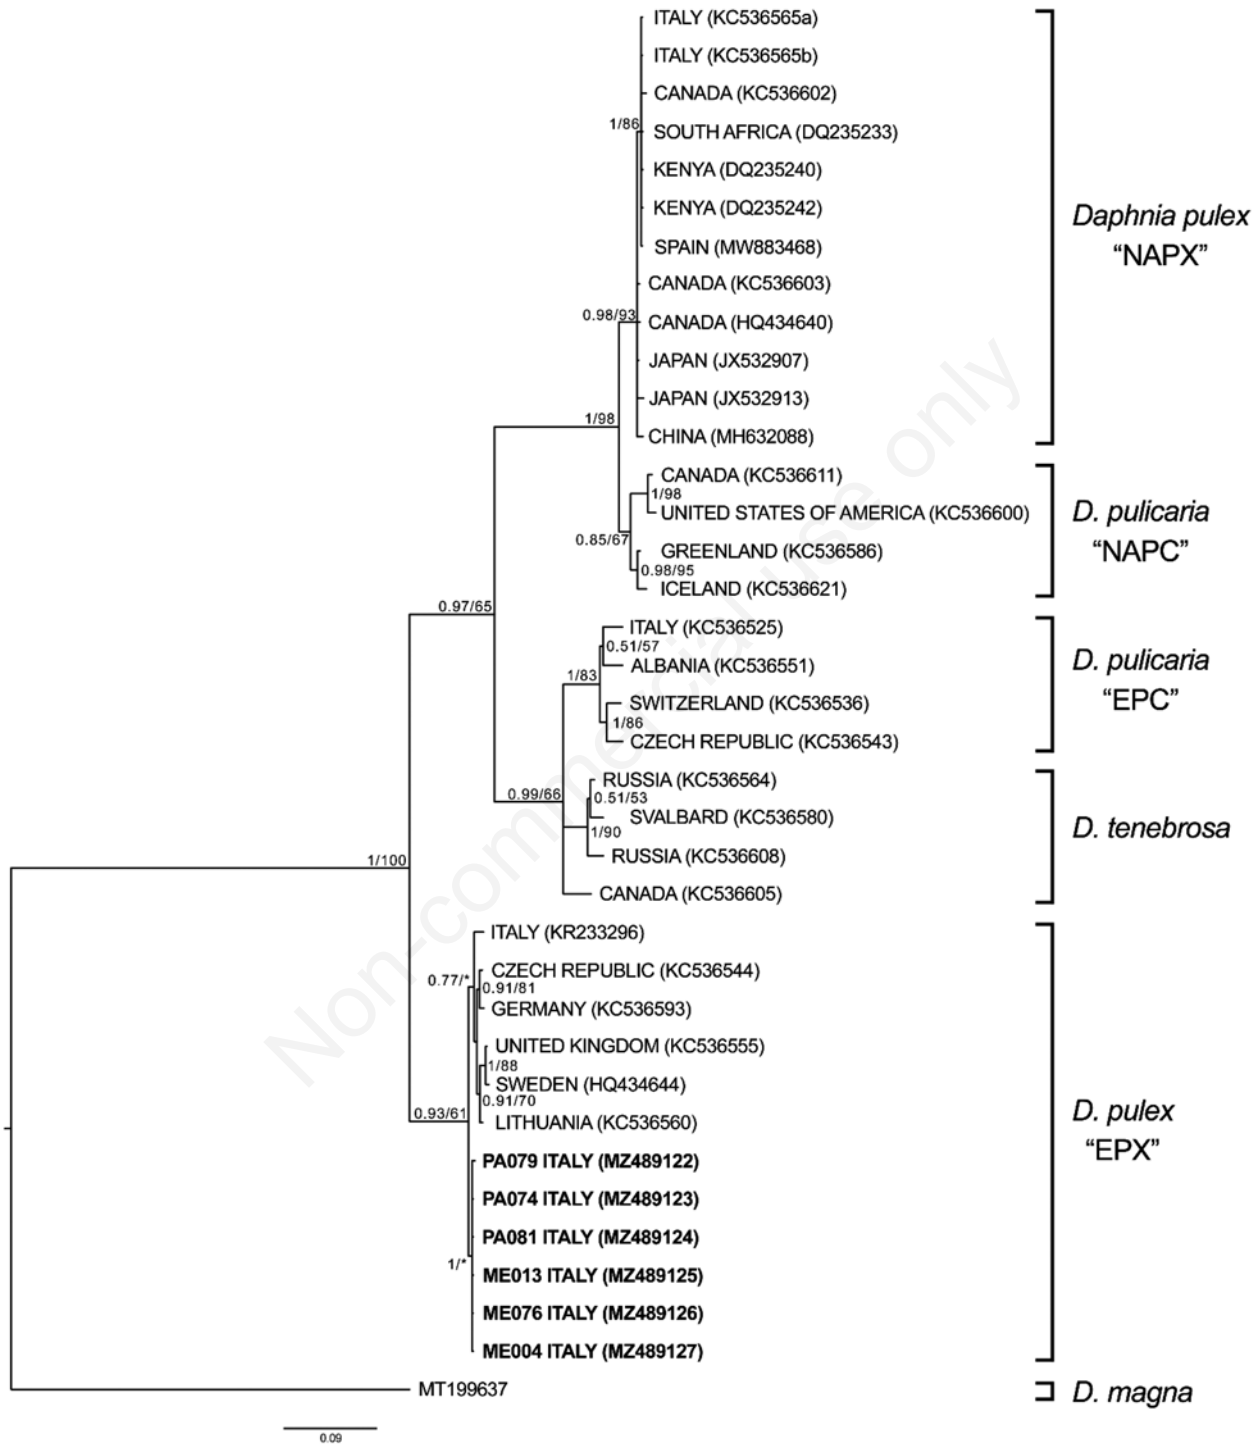 ITALY (KC536565a)
ITALY (KC536565b)
CANADA (KC536602)
1/86
SOUTH AFRICA (DQ235233)
KENYA (DQ235240)
KENYA (DQ235242)
SPAIN (MW883468)
CANADA (KC536603)
0.98/93
CANADA (HQ434640)
JAPAN (JX532907)
JAPAN (JX532913)
1/98
CHINA (MH632088)
Daphnia pulex
“NAPX”
CANADA (KC536611)
1/98
UNITED STATES OF AMERICA (KC536600)
0.85/67
GREENLAND (KC536586)
0.98/95
ICELAND (KC536621)
D. pulicaria
“NAPC”
0.97/65
ITALY (KC536525)
0.51/57
ALBANIA (KC536551)
1/83
SWITZERLAND (KC536536)
1/86
CZECH REPUBLIC (KC536543)
D. pulicaria
“EPC”
RUSSIA (KC536564)
0.99/66
0.51/53
SVALBARD (KC536580)
1/90
RUSSIA (KC536608)
CANADA (KC536605)
D. tenebrosa
1/100
ITALY (KR233296)
CZECH REPUBLIC (KC536544)
0.77/*
0.91/81
GERMANY (KC536593)
UNITED KINGDOM (KC536555)
1/88
SWEDEN (HQ434644)
0.91/70
0.93/61
LITHUANIA (KC536560)
PA079 ITALY (MZ489122)
PA074 ITALY (MZ489123)
PA081 ITALY (MZ489124)
1/*
ME013 ITALY (MZ489125)
ME076 ITALY (MZ489126)
ME004 ITALY (MZ489127)
D. pulex
“EPX”
MT199637
D. magna
0.09
Non-commercial use only